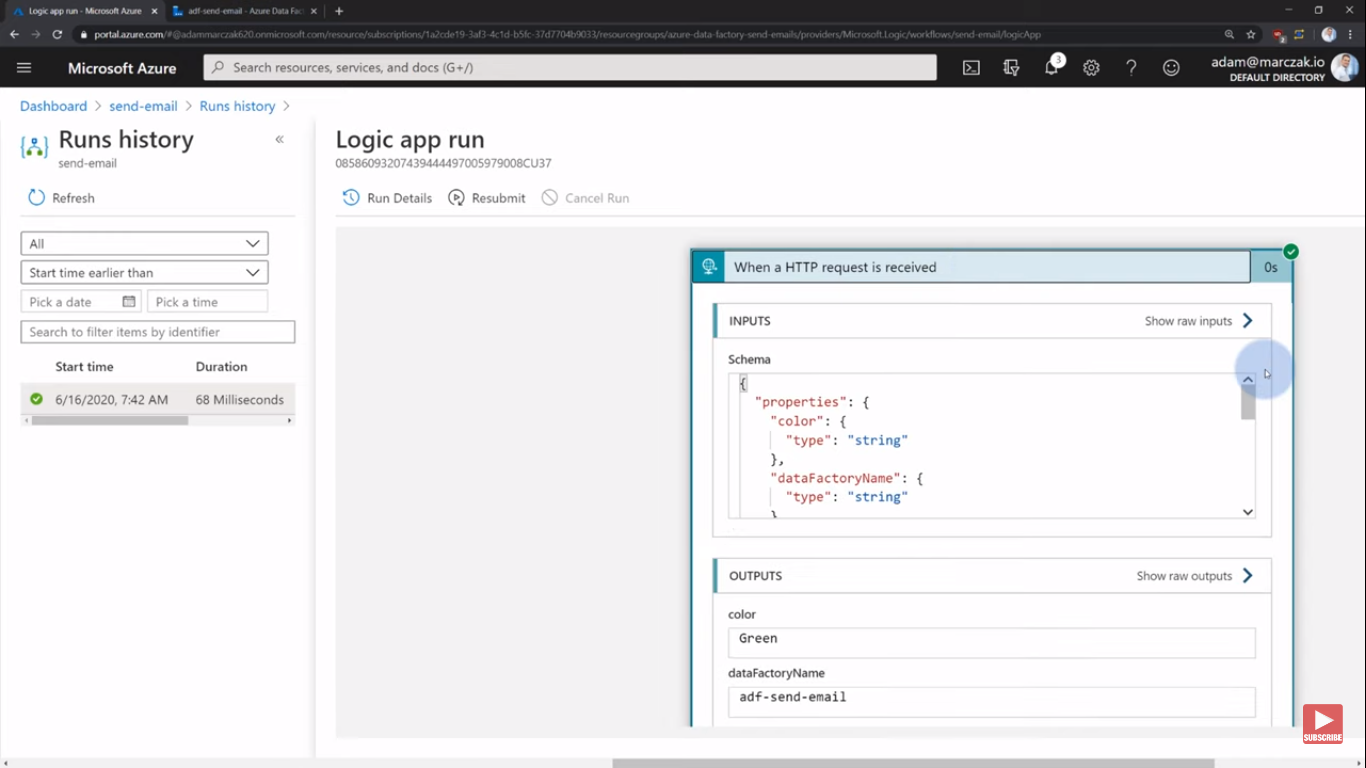 Logic app run - Microsoft Azure
adf-send-email - Azure Data Fac
portal.azure.com/#@adammarczak620.onmicrosoft.com/resource/subscriptions/1a2cde19-3af3-4c1d-b5fc-37d7704b9033/resourcegroups/azure-data-factory-send-emails/providers/Microsoft.Logic/workflows/send-email/logicApp
Microsoft Azure
Search resources, services, and docs (G+/)
3
adam@marczak.io
DEFAULT DIRECTORY
Dashboard > send-email > Runs history >
Runs history
send-email
«
Refresh
All
Start time earlier than
Pick a date
Pick a time
Search to filter items by identifier
Start time Duration
6/16/2020, 7:42 AM 68 Milliseconds
Logic app run
08586093207439444497005979008CU37
Run Details
Resubmit
Cancel Run
When a HTTP request is received
0s
INPUTS
Show raw inputs
Schema
{
"properties": {
"color": {
"type": "string"
},
"dataFactoryName": {
"type": "string"
}
OUTPUTS
Show raw outputs
color
Green
dataFactoryName
adf-send-email
SUBSCRIBE